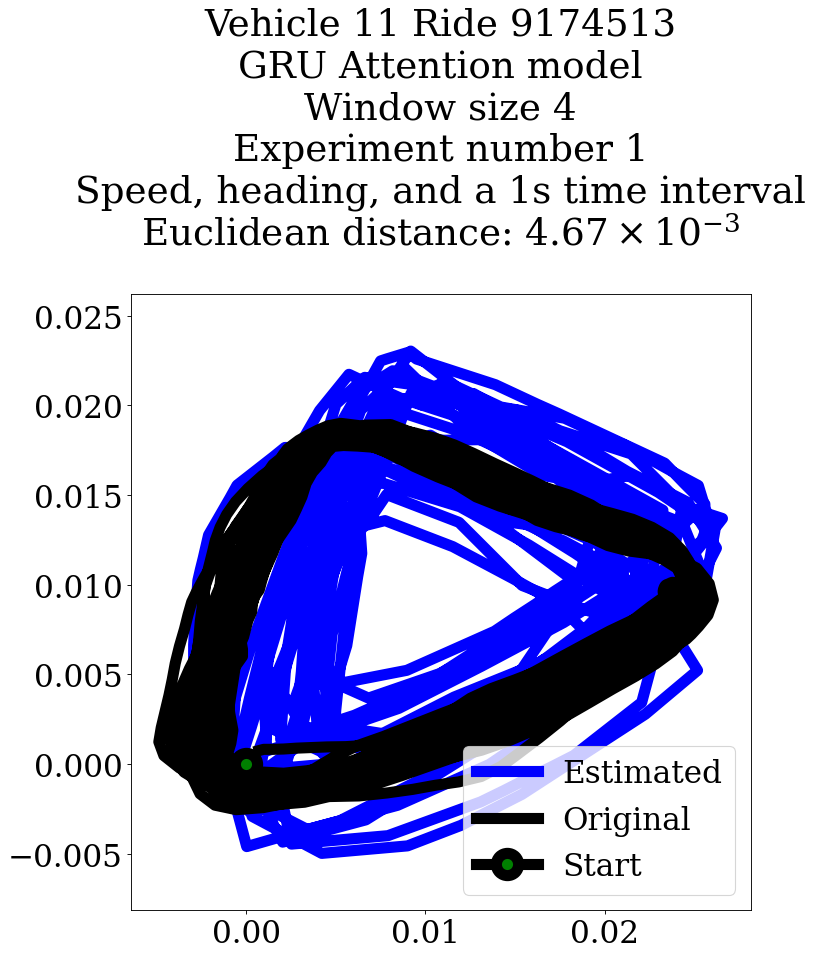 Vehicle 11 Ride 9174513
GRU Attention model
Window size 4
Experiment number 1
Speed, heading, and a 1s time interval
Euclidean distance: 4.67 × 10⁻³
0.025
0.020
0.015
0.010
0.005
0.000
−0.005
Estimated
Original
Start
0.00 0.01 0.02